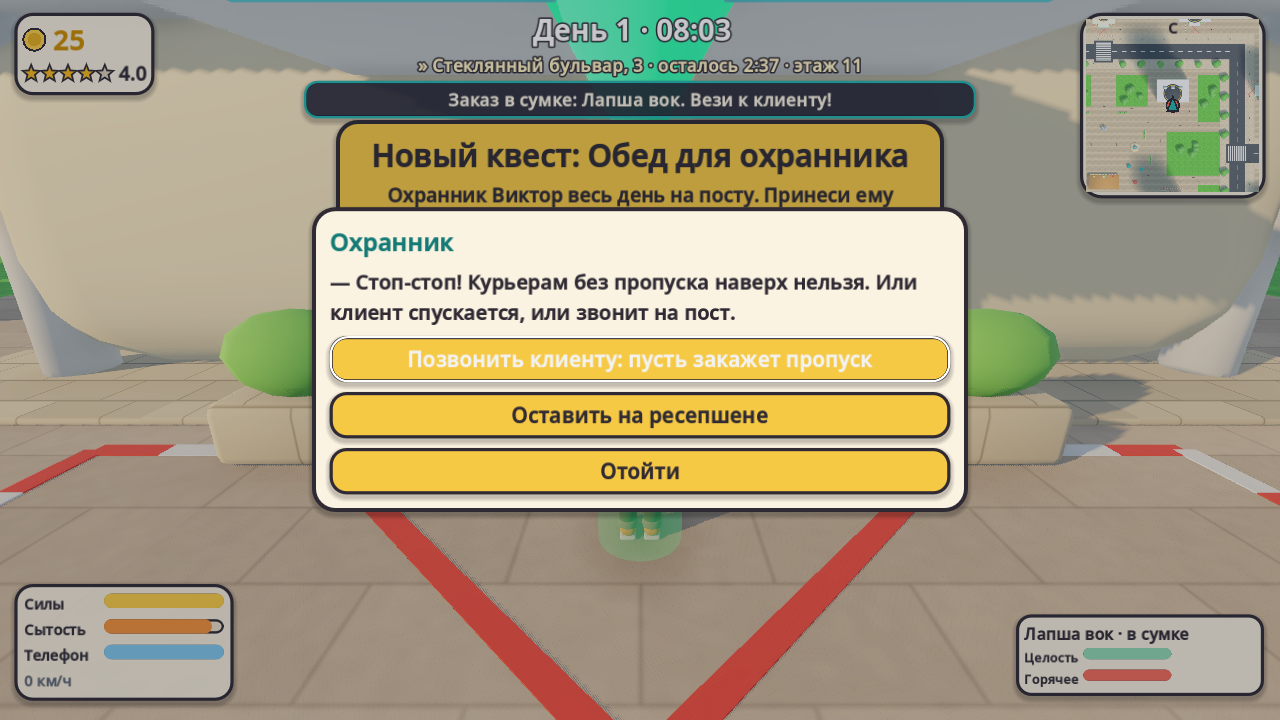 25
4.0
День 1 · 08:03
» Стеклянный бульвар, 3 · осталось 2:37 · этаж 11
Заказ в сумке: Лапша вок. Вези к клиенту!
С
Новый квест: Обед для охранника
Охранник Виктор весь день на посту. Принеси ему
Охранник
— Стоп-стоп! Курьерам без пропуска наверх нельзя. Или
клиент спускается, или звонит на пост.
Позвонить клиенту: пусть закажет пропуск
Оставить на ресепшене
Отойти
Силы
Сытость
Телефон
0 км/ч
Лапша вок · в сумке
Целость
Горячее